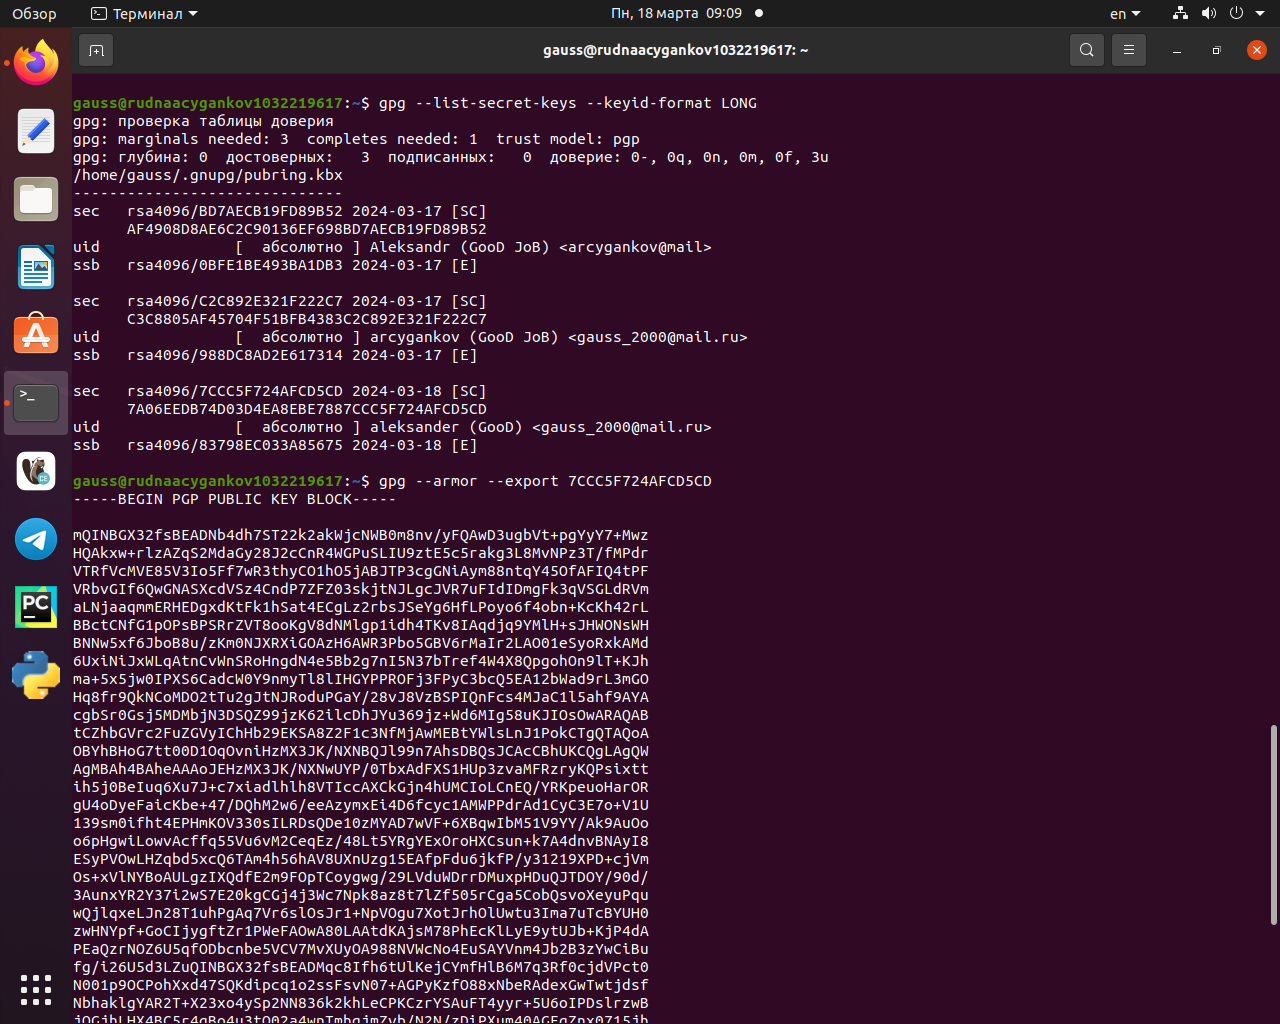 Обзор
Терминал
Пн, 18 марта 09:09
en
gauss@rudnaacygankov1032219617: ~
gauss@rudnaacygankov1032219617:~$ gpg --list-secret-keys --keyid-format LONG
gpg: проверка таблицы доверия
gpg: marginals needed: 3  completes needed: 1  trust model: pgp
gpg: глубина: 0  достоверных:   3  подписанных:   0  доверие: 0-, 0q, 0n, 0m, 0f, 3u
/home/gauss/.gnupg/pubring.kbx
------------------------------
sec   rsa4096/BD7AECB19FD89B52 2024-03-17 [SC]
      AF4908D8AE6C2C90136EF698BD7AECB19FD89B52
uid               [  абсолютно ] Aleksandr (GooD JoB) <arcygankov@mail>
ssb   rsa4096/0BFE1BE493BA1DB3 2024-03-17 [E]
sec   rsa4096/C2C892E321F222C7 2024-03-17 [SC]
      C3C8805AF45704F51BFB4383C2C892E321F222C7
uid               [  абсолютно ] arcygankov (GooD JoB) <gauss_2000@mail.ru>
ssb   rsa4096/988DC8AD2E617314 2024-03-17 [E]
sec   rsa4096/7CCC5F724AFCD5CD 2024-03-18 [SC]
      7A06EEDB74D03D4EA8EBE7887CCC5F724AFCD5CD
uid               [  абсолютно ] aleksander (GooD) <gauss_2000@mail.ru>
ssb   rsa4096/83798EC033A85675 2024-03-18 [E]
gauss@rudnaacygankov1032219617:~$ gpg --armor --export 7CCC5F724AFCD5CD
-----BEGIN PGP PUBLIC KEY BLOCK-----
mQINBGX32fsBEADNb4dh7ST22k2akWjcNWB0m8nv/yFQAwD3ugbVt+pgYyY7+Mwz
HQAkxw+rlzAZqS2MdaGy28J2cCnR4WGPuSLIU9ztE5c5rakg3L8MvNPz3T/fMPdr
VTRfVcMVE85V3Io5Ff7wR3thyCO1hO5jABJTP3cgGNiAym88ntqY45OfAFIQ4tPF
VRbvGIf6QwGNASXcdVSz4CndP7ZFZ03skjtNJLgcJVR7uFIdIDmgFk3qVSGLdRVm
aLNjaaqmmERHEDgxdKtFk1hSat4ECgLz2rbsJSeYg6HfLPoyo6f4obn+KcKh42rL
BBctCNfG1pOPsBPSRrZVT8ooKgV8dNMlgp1idh4TKv8IAqdjq9YMlH+sJHWONsWH
BNNw5xf6JboB8u/zKm0NJXRXiGOAzH6AWR3Pbo5GBV6rMaIr2LAO01eSyoRxkAMd
6UxiNiJxWLqAtnCvWnSRoHngdN4e5Bb2g7nI5N37bTref4W4X8QpgohOn9lT+KJh
ma+5x5jw0IPXS6CadcW0Y9nmyTl8lIHGYPPROFj3FPyC3bcQ5EA12bWad9rL3mGO
Hq8fr9QkNCoMDO2tTu2gJtNJRoduPGaY/28vJ8VzBSPIQnFcs4MJaC1l5ahf9AYA
cgbSr0Gsj5MDMbjN3DSQZ99jzK62ilcDhJYu369jz+Wd6MIg58uKJIOsOwARAQAB
tCZhbGVrc2FuZGVyIChHb29EKSA8Z2F1c3NfMjAwMEBtYWlsLnJ1PokCTgQTAQoA
OBYhBHoG7tt00D1OqOvniHzMX3JK/NXNBQJl99n7AhsDBQsJCAcCBhUKCQgLAgQW
AgMBAh4BAheAAAoJEHzMX3JK/NXNwUYP/0TbxAdFXS1HUp3zvaMFRzryKQPsixtt
ih5j0BeIuq6Xu7J+c7xiadlhlh8VTIccAXCkGjn4hUMCIoLCnEQ/YRKpeuoHarOR
gU4oDyeFaicKbe+47/DQhM2w6/eeAzymxEi4D6fcyc1AMWPPdrAd1CyC3E7o+V1U
139sm0ifht4EPHmKOV330sILRDsQDe10zMYAD7wVF+6XBqwIbM51V9YY/Ak9AuOo
o6pHgwiLowvAcffq55Vu6vM2CeqEz/48Lt5YRgYExOroHXCsun+k7A4dnvBNAyI8
ESyPVOwLHZqbd5xcQ6TAm4h56hAV8UXnUzg15EAfpFdu6jkfP/y31219XPD+cjVm
Os+xVlNYBoAULgzIXQdfE2m9FOpTCoygwg/29LVduWDrrDMuxpHDuQJTDOY/90d/
3AunxYR2Y37i2wS7E20kgCGj4j3Wc7Npk8az8t7lZf505rCga5CobQsvoXeyuPqu
wQjlqxeLJn28T1uhPgAq7Vr6slOsJr1+NpVOgu7XotJrhOlUwtu3Ima7uTcBYUH0
zwHNYpf+GoCIjygftZr1PWeFAOwA80LAAtdKAjsM78PhEcKlLyE9ytUJb+KjP4dA
PEaQzrNOZ6U5qfODbcnbe5VCV7MvXUyOA988NVWcNo4EuSAYVnm4Jb2B3zYwCiBu
fg/i26U5d3LZuQINBGX32fsBEADMqc8Ifh6tUlKejCYmfHlB6M7q3Rf0cjdVPct0
N001p9OCPohXxd47SQKdipcq1o2ssFsvN07+AGPyKzfO88xNbeRAdexGwTwtjdsf
NbhaklgYAR2T+X23xo4ySp2NN836k2khLeCPKCzrYSAuFT4yyr+5U6oIPDslrzwB